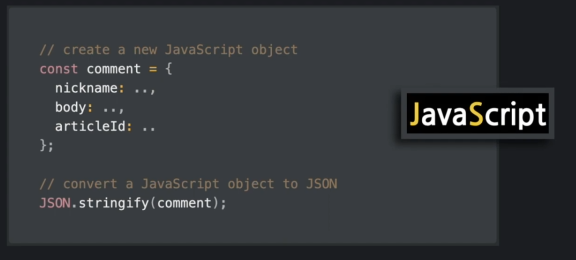 // create a new JavaScript object
const comment = {
  nickname: ..,
  body: ..,
  articleId: ..
};
JavaScript
// convert a JavaScript object to JSON
JSON.stringify(comment);